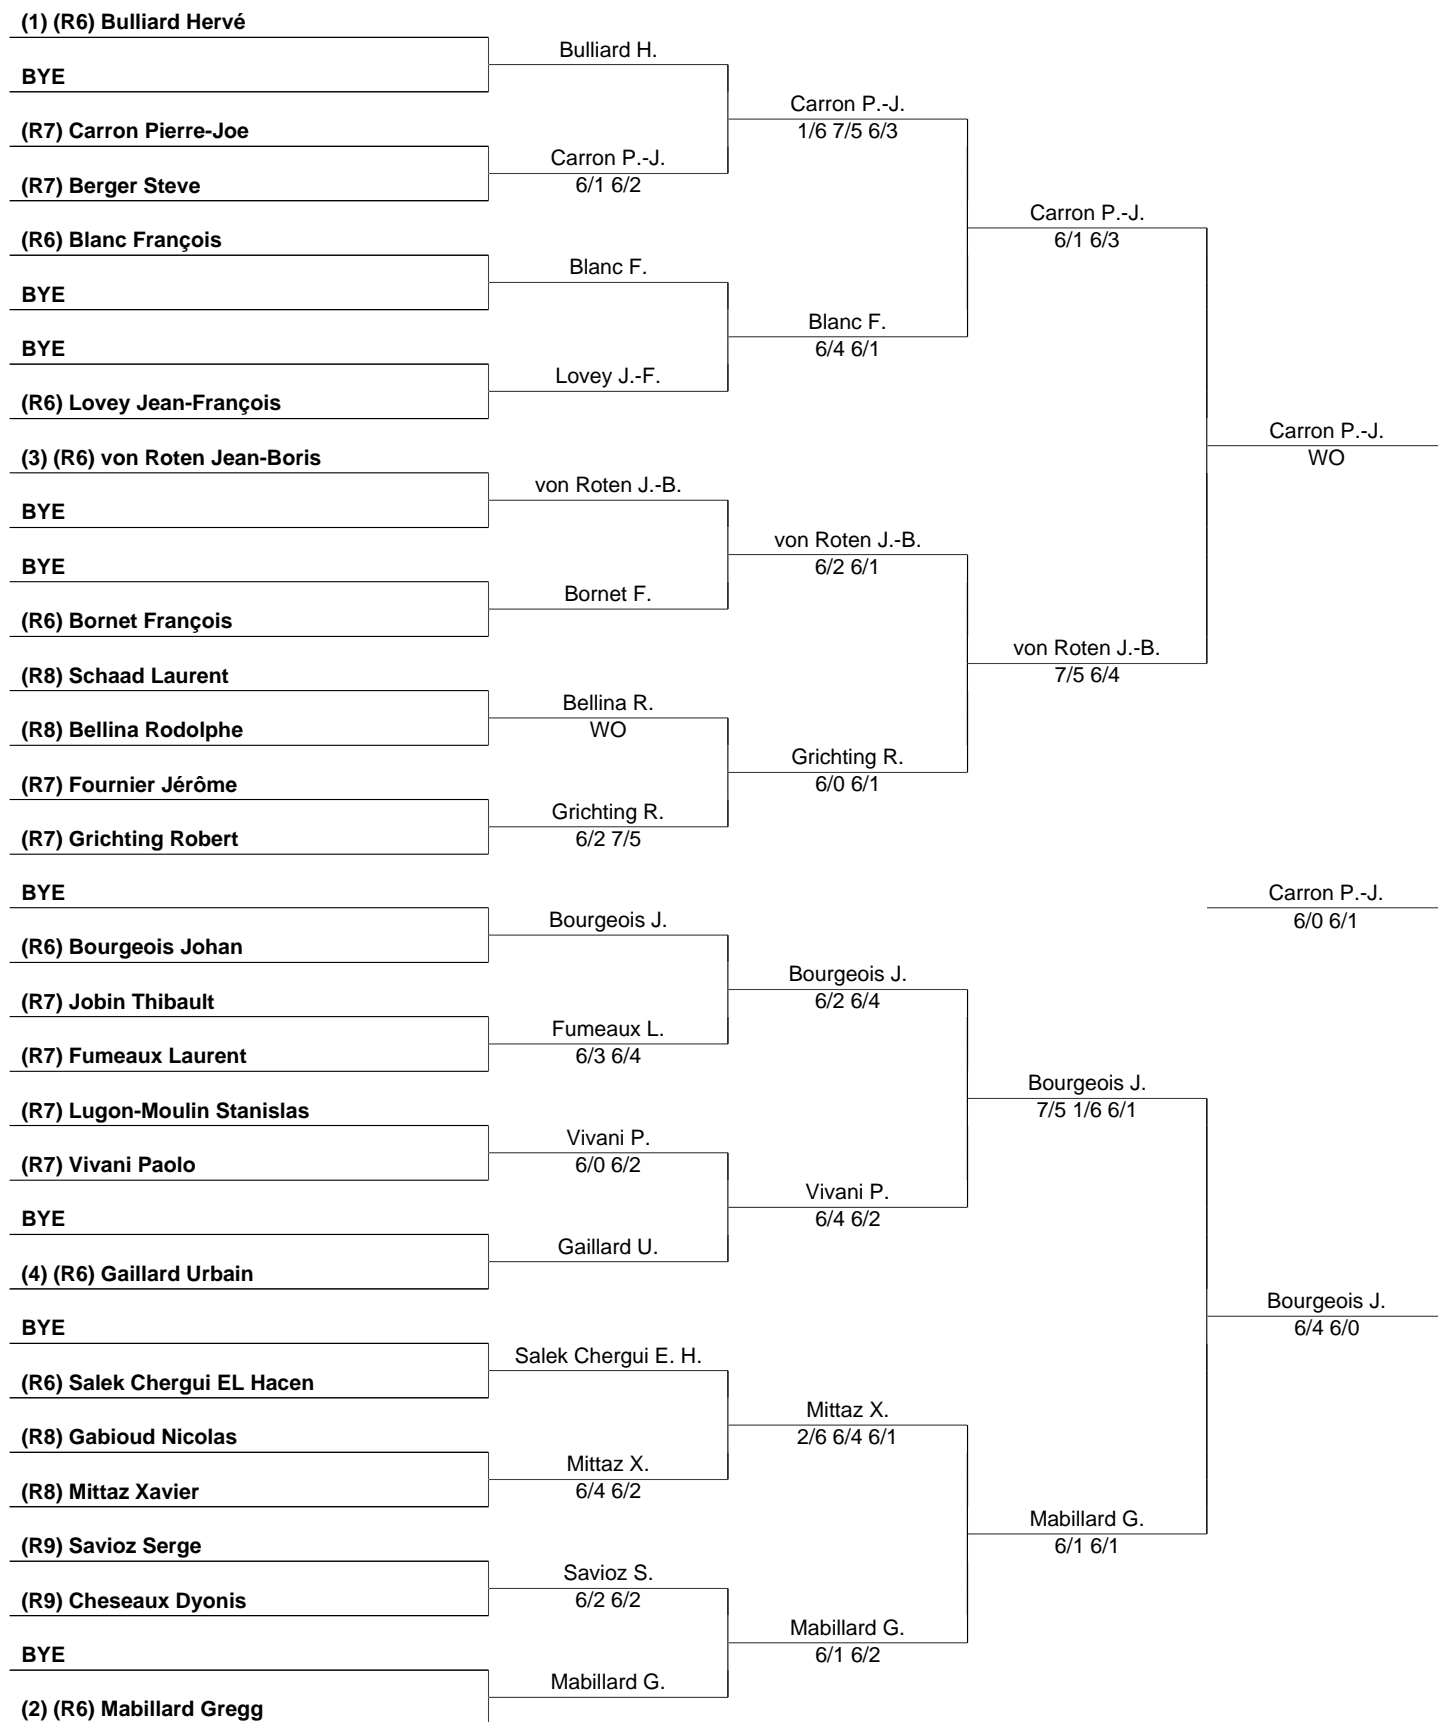 (1) (R6) Bulliard Hervé
BYE
(R7) Carron Pierre-Joe
(R7) Berger Steve
(R6) Blanc François
BYE
BYE
(R6) Lovey Jean-François
(3) (R6) von Roten Jean-Boris
BYE
BYE
(R6) Bornet François
(R8) Schaad Laurent
(R8) Bellina Rodolphe
(R7) Fournier Jérôme
(R7) Grichting Robert
BYE
(R6) Bourgeois Johan
(R7) Jobin Thibault
(R7) Fumeaux Laurent
(R7) Lugon-Moulin Stanislas
(R7) Vivani Paolo
BYE
(4) (R6) Gaillard Urbain
BYE
(R6) Salek Chergui EL Hacen
(R8) Gabioud Nicolas
(R8) Mittaz Xavier
(R9) Savioz Serge
(R9) Cheseaux Dyonis
BYE
(2) (R6) Mabillard Gregg
Bulliard H.
Carron P.-J.
6/1 6/2
Blanc F.
Lovey J.-F.
von Roten J.-B.
Bornet F.
Bellina R.
WO
Grichting R.
6/2 7/5
Bourgeois J.
Fumeaux L.
6/3 6/4
Vivani P.
6/0 6/2
Gaillard U.
Salek Chergui E. H.
Mittaz X.
6/4 6/2
Savioz S.
6/2 6/2
Mabillard G.
Carron P.-J.
1/6 7/5 6/3
Blanc F.
6/4 6/1
von Roten J.-B.
6/2 6/1
Grichting R.
6/0 6/1
Bourgeois J.
6/2 6/4
Vivani P.
6/4 6/2
Mittaz X.
2/6 6/4 6/1
Mabillard G.
6/1 6/2
Carron P.-J.
6/1 6/3
von Roten J.-B.
7/5 6/4
Bourgeois J.
7/5 1/6 6/1
Mabillard G.
6/1 6/1
Carron P.-J.
WO
Carron P.-J.
6/0 6/1
Bourgeois J.
6/4 6/0